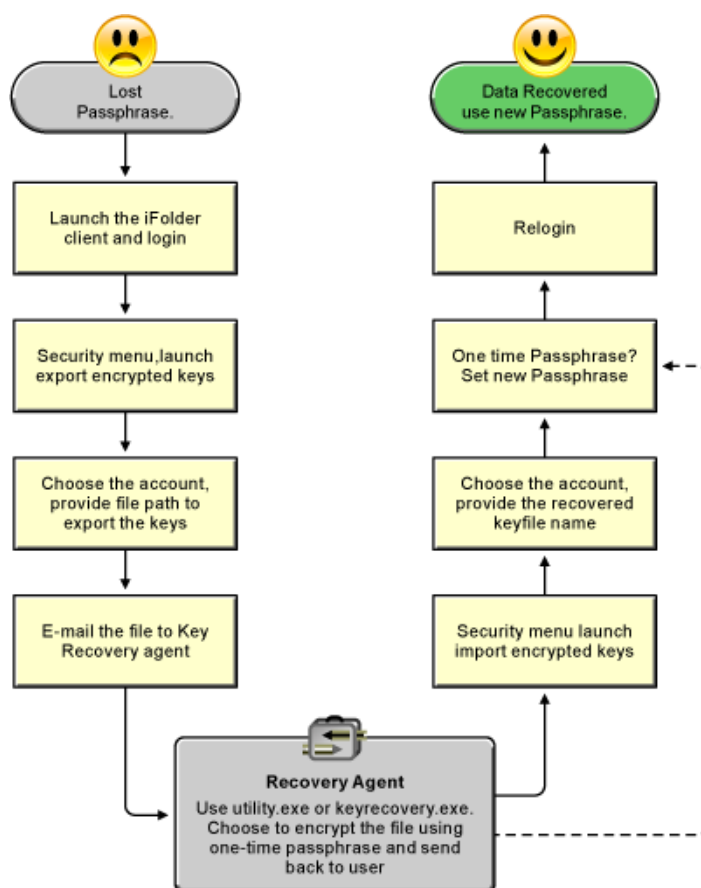 Lost
Passphrase.
Launch the iFolder
client and login
Security menu,launch
export encrypted keys
Choose the account,
provide file path to
export the keys
E-mail the file to Key
Recovery agent
Recovery Agent
Use utility.exe or keyrecovery.exe.
Choose to encrypt the file using
one-time passphrase and send
back to user
Security menu launch
import encrypted keys
Choose the account,
provide the recovered
keyfile name
One time Passphrase?
Set new Passphrase
Relogin
Data Recovered
use new Passphrase.